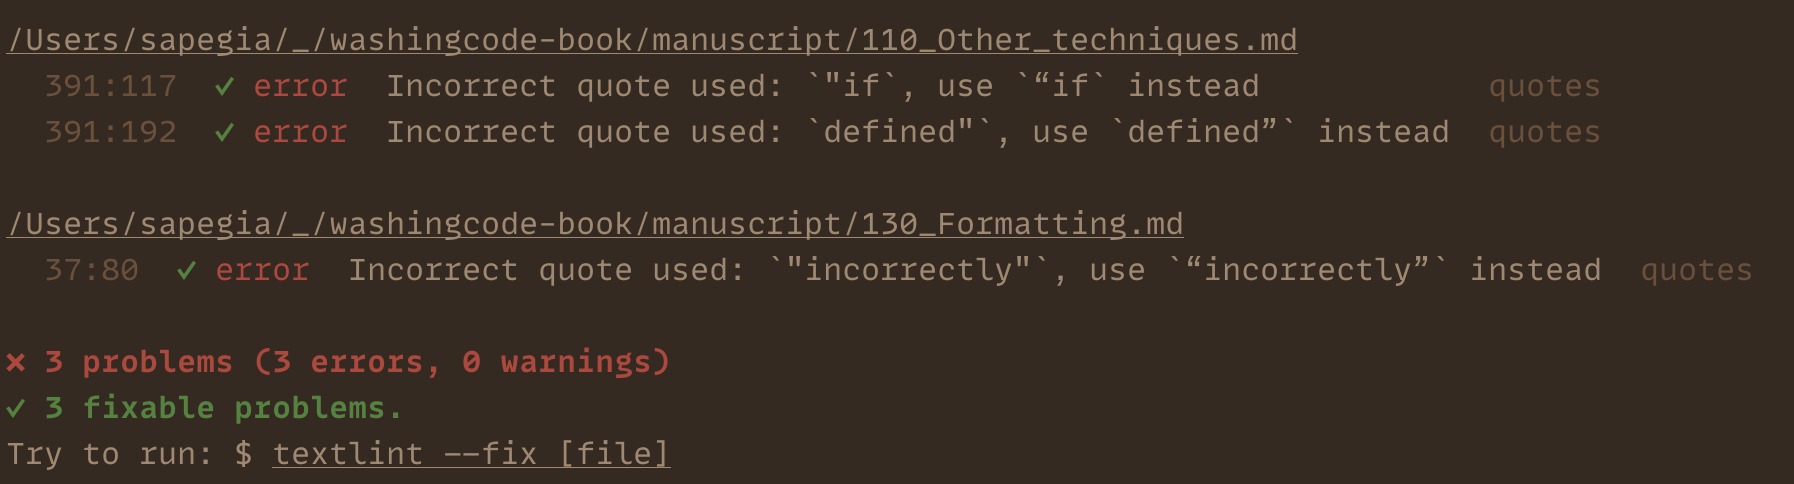 /Users/sapegia/_/washingcode-book/manuscript/110_Other_techniques.md
391:117 ✓ error Incorrect quote used: `"if`, use `“if` instead quotes
391:192 ✓ error Incorrect quote used: `defined"`, use `defined”` instead quotes
/Users/sapegia/_/washingcode-book/manuscript/130_Formatting.md
37:80 ✓ error Incorrect quote used: `"incorrectly"`, use `“incorrectly”` instead quotes
✖ 3 problems (3 errors, 0 warnings)
✓ 3 fixable problems.
Try to run: $ textlint --fix [file]